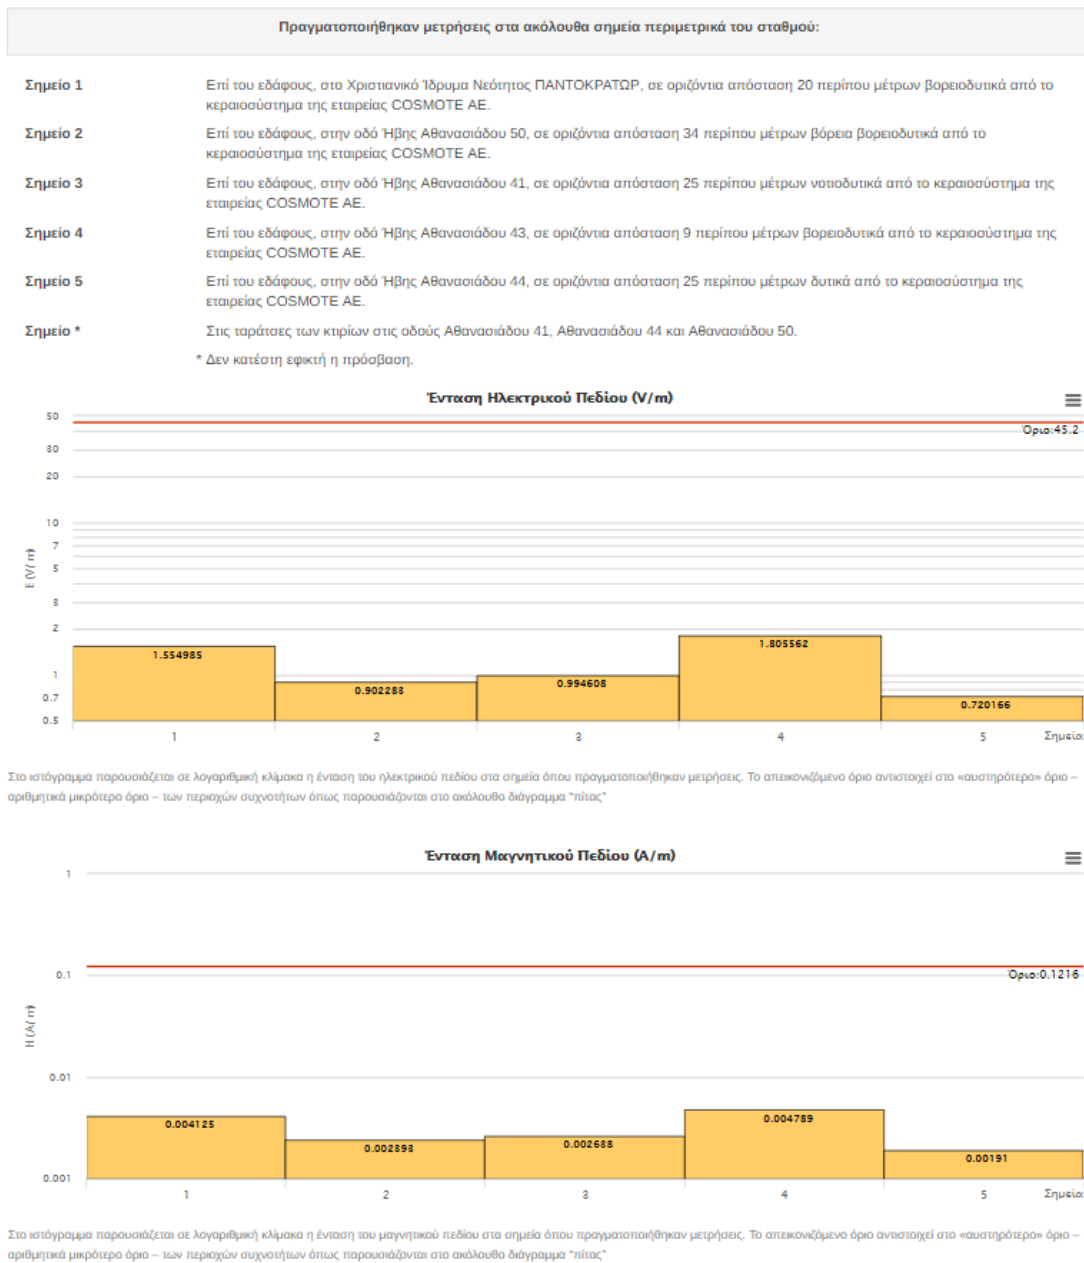 Πραγματοποιήθηκαν μετρήσεις στα ακόλουθα σημεία περιμετρικά του σταθμού:
Σημείο 1 Επί του εδάφους, στο Χριστιανικό Ίδρυμα Νεότητος ΠΑΝΤΟΚΡΑΤΩΡ, σε οριζόντια απόσταση 20 περίπου μέτρων βορειοδυτικά από το
κεραιοσύστημα της εταιρείας COSMOTE ΑΕ.
Σημείο 2 Επί του εδάφους, στην οδό Ήβης Αθανασιάδου 50, σε οριζόντια απόσταση 34 περίπου μέτρων βόρεια βορειοδυτικά από το
κεραιοσύστημα της εταιρείας COSMOTE ΑΕ.
Σημείο 3 Επί του εδάφους, στην οδό Ήβης Αθανασιάδου 41, σε οριζόντια απόσταση 25 περίπου μέτρων νοτιοδυτικά από το κεραιοσύστημα της
εταιρείας COSMOTE ΑΕ.
Σημείο 4 Επί του εδάφους, στην οδό Ήβης Αθανασιάδου 43, σε οριζόντια απόσταση 9 περίπου μέτρων βορειοδυτικά από το κεραιοσύστημα της
εταιρείας COSMOTE ΑΕ.
Σημείο 5 Επί του εδάφους, στην οδό Ήβης Αθανασιάδου 44, σε οριζόντια απόσταση 25 περίπου μέτρων δυτικά από το κεραιοσύστημα της
εταιρείας COSMOTE ΑΕ.
Σημείο * Στις ταράτσες των κτιρίων στις οδούς Αθανασιάδου 41, Αθανασιάδου 44 και Αθανασιάδου 50.
* Δεν κατέστη εφικτή η πρόσβαση.
Ένταση Ηλεκτρικού Πεδίου (V/m)
50
Όριο:45.2
30
20
10
7
E (V/m)
5
3
2
1.805562
1.554985
1
0.994608
0.902283
0.7
0.720166
0.5
1 2 3 4 5 Σημεία
Στο ιστόγραμμα παρουσιάζεται σε λογαριθμική κλίμακα η ένταση του ηλεκτρικού πεδίου στα σημεία όπου πραγματοποιήθηκαν μετρήσεις. Το απεικονιζόμενο όριο αντιστοιχεί στο «αυστηρότερο» όριο –
αριθμητικά μικρότερο όριο – των περιοχών συχνοτήτων όπως παρουσιάζονται στο ακόλουθο διάγραμμα "πίτας"
Ένταση Μαγνητικού Πεδίου (A/m)
1
0.1
Όριο:0.1216
H (A/m)
0.01
0.004789
0.004125
0.002638
0.002393
0.00191
0.001
1 2 3 4 5 Σημεία
Στο ιστόγραμμα παρουσιάζεται σε λογαριθμική κλίμακα η ένταση του μαγνητικού πεδίου στα σημεία όπου πραγματοποιήθηκαν μετρήσεις. Το απεικονιζόμενο όριο αντιστοιχεί στο «αυστηρότερο» όριο –
αριθμητικά μικρότερο όριο – των περιοχών συχνοτήτων όπως παρουσιάζονται στο ακόλουθο διάγραμμα "πίτας"